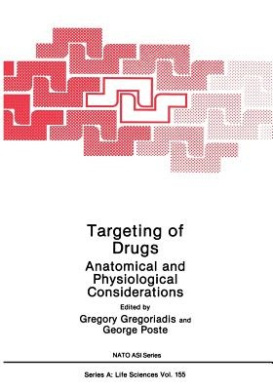 Targeting of
Drugs
Anatomical and
Physiological
Considerations
Edited by
Gregory Gregoriadis and
George Poste
NATO ASI Series
Series A: Life Sciences Vol. 155